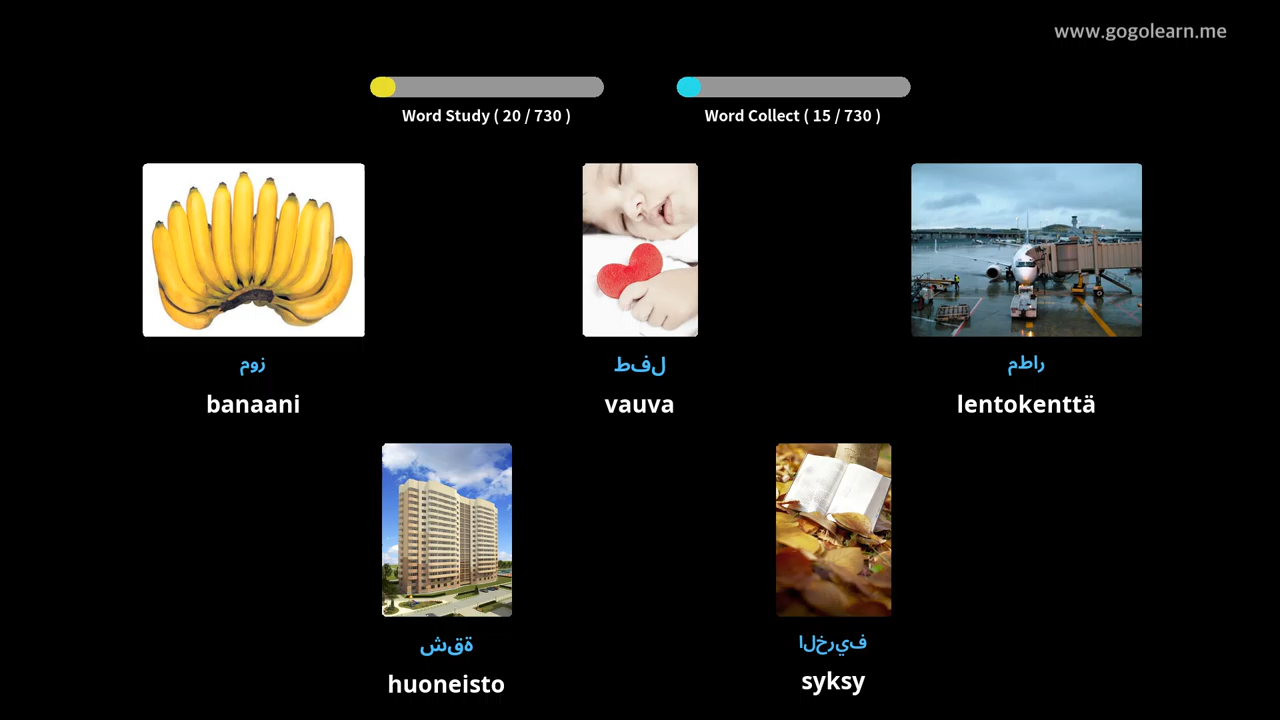 www.gogolearn.me
Word Study ( 20 / 730 )
Word Collect ( 15 / 730 )
زوم
banaani
لفط
vauva
راطم
lentokenttä
ةقش
huoneisto
فيرخلا
syksy